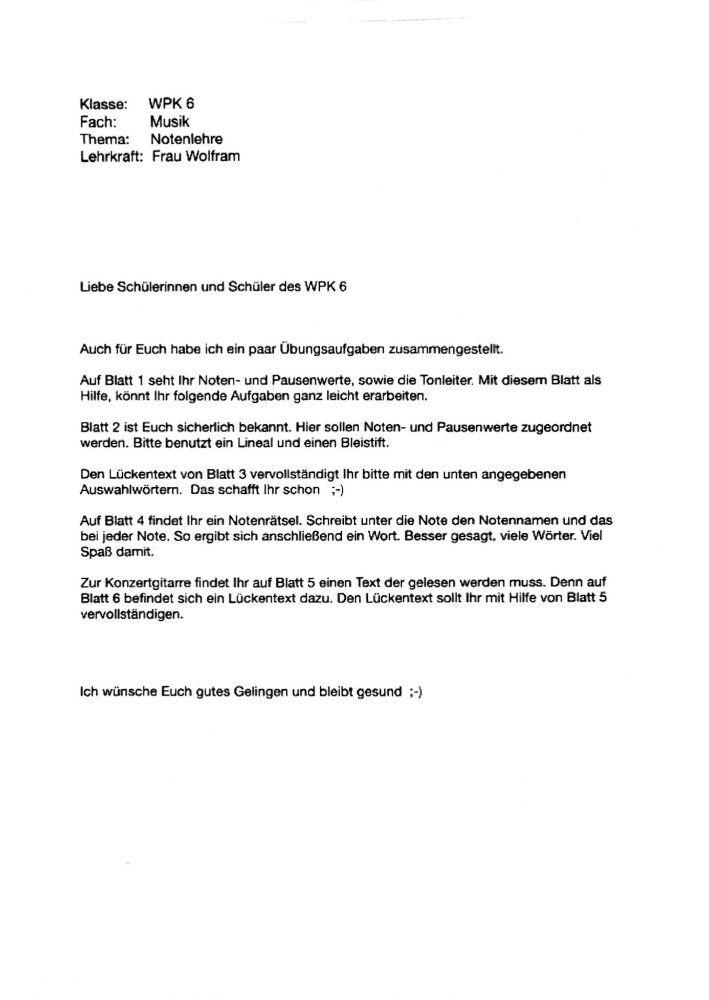 Klasse: WPK 6
Fach: Musik
Thema: Notenlehre
Lehrkraft: Frau Wolfram
Liebe Schülerinnen und Schüler des WPK 6
Auch für Euch habe ich ein paar Übungsaufgaben zusammengestellt.
Auf Blatt 1 seht Ihr Noten- und Pausenwerte, sowie die Tonleiter. Mit diesem Blatt als
Hilfe, könnt Ihr folgende Aufgaben ganz leicht erarbeiten.
Blatt 2 ist Euch sicherlich bekannt. Hier sollen Noten- und Pausenwerte zugeordnet
werden. Bitte benutzt ein Lineal und einen Bleistift.
Den Lückentext von Blatt 3 vervollständigt Ihr bitte mit den unten angegebenen
Auswahlwörtern. Das schafft Ihr schon ;-)
Auf Blatt 4 findet Ihr ein Notenrätsel. Schreibt unter die Note den Notennamen und das
bei jeder Note. So ergibt sich anschließend ein Wort. Besser gesagt, viele Wörter. Viel
Spaß damit.
Zur Konzertgitarre findet Ihr auf Blatt 5 einen Text der gelesen werden muss. Denn auf
Blatt 6 befindet sich ein Lückentext dazu. Den Lückentext sollt Ihr mit Hilfe von Blatt 5
vervollständigen.
Ich wünsche Euch gutes Gelingen und bleibt gesund ;-)